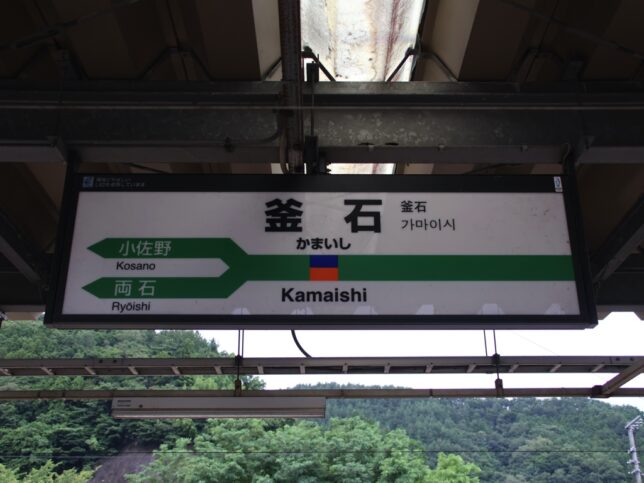 釜石
釜石
가마이시
かまいし
Kamaishi
小佐野
Kosano
両石
Ryōishi